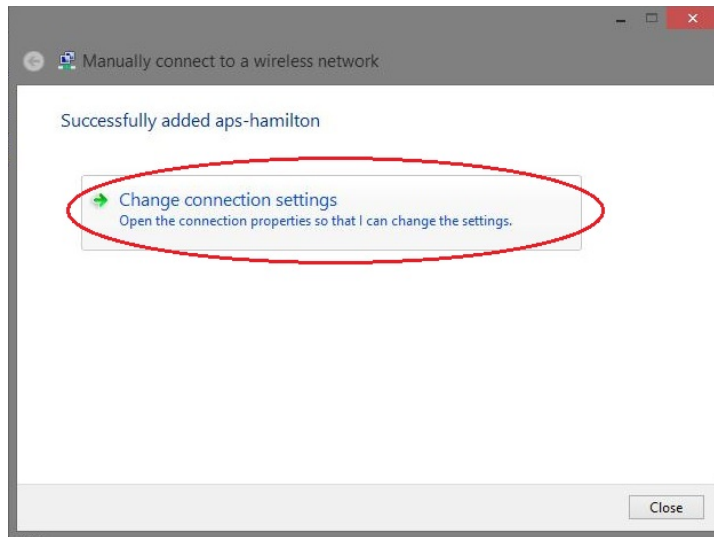 Manually connect to a wireless network
Successfully added aps-hamilton
Change connection settings
Open the connection properties so that I can change the settings.
Close